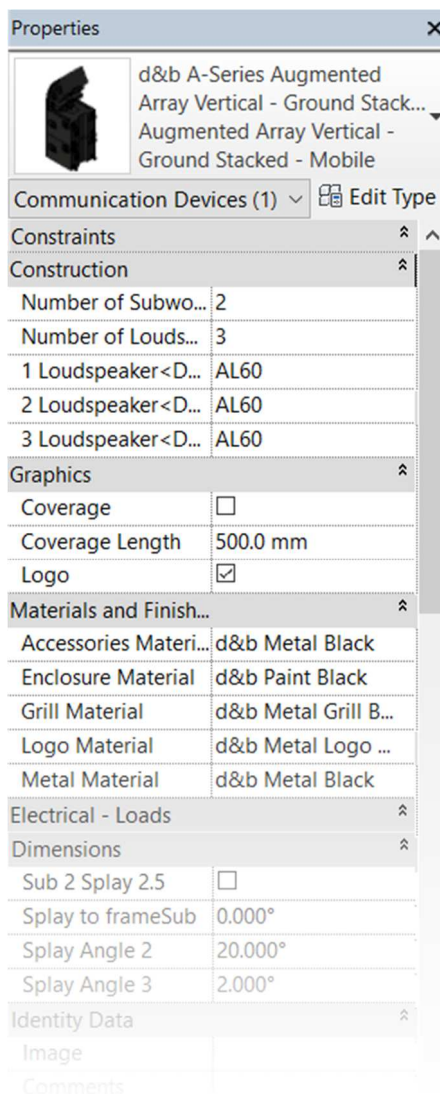 Properties
d&b A-Series Augmented
Array Vertical - Ground Stack...
Augmented Array Vertical -
Ground Stacked - Mobile
Communication Devices (1) Edit Type
Constraints
Construction
Number of Subwo... 2
Number of Louds... 3
1 Loudspeaker<D... AL60
2 Loudspeaker<D... AL60
3 Loudspeaker<D... AL60
Graphics
Coverage
Coverage Length 500.0 mm
Logo
Materials and Finish...
Accessories Materi... d&b Metal Black
Enclosure Material d&b Paint Black
Grill Material d&b Metal Grill B...
Logo Material d&b Metal Logo ...
Metal Material d&b Metal Black
Electrical - Loads
Dimensions
Sub 2 Splay 2.5
Splay to frameSub 0.000°
Splay Angle 2 20.000°
Splay Angle 3 2.000°
Identity Data
Image
Comments